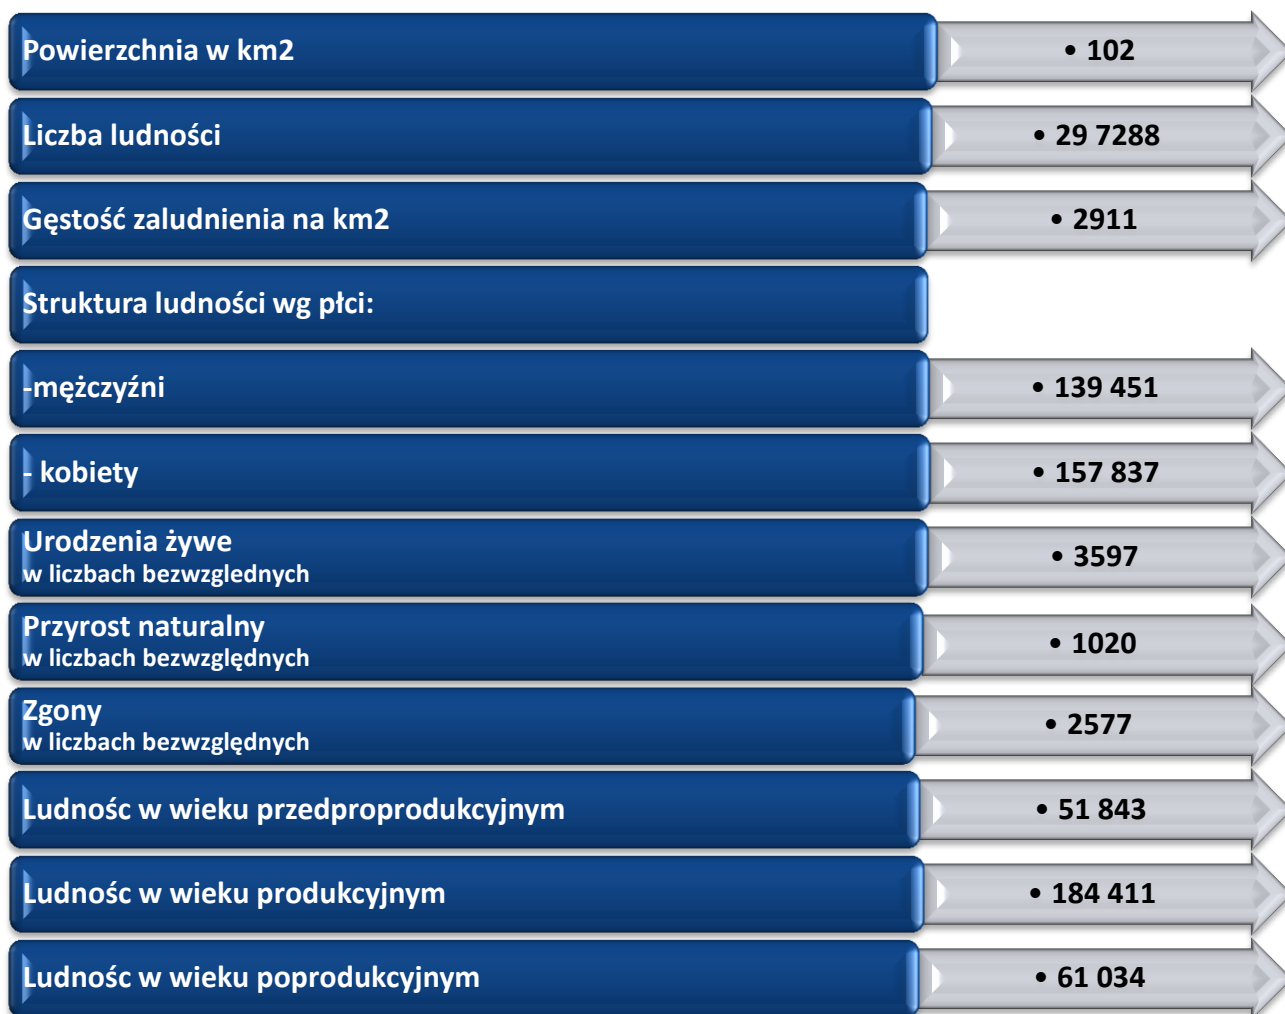 Powierzchnia w km2 • 102
Liczba ludności • 29 7288
Gęstość zaludnienia na km2 • 2911
Struktura ludności wg płci:
-mężczyźni • 139 451
- kobiety • 157 837
Urodzenia żywe
w liczbach bezwzglednych • 3597
Przyrost naturalny
w liczbach bezwzględnych • 1020
Zgony
w liczbach bezwzględnych • 2577
Ludnośc w wieku przedproprodukcyjnym • 51 843
Ludnośc w wieku produkcyjnym • 184 411
Ludnośc w wieku poprodukcyjnym • 61 034